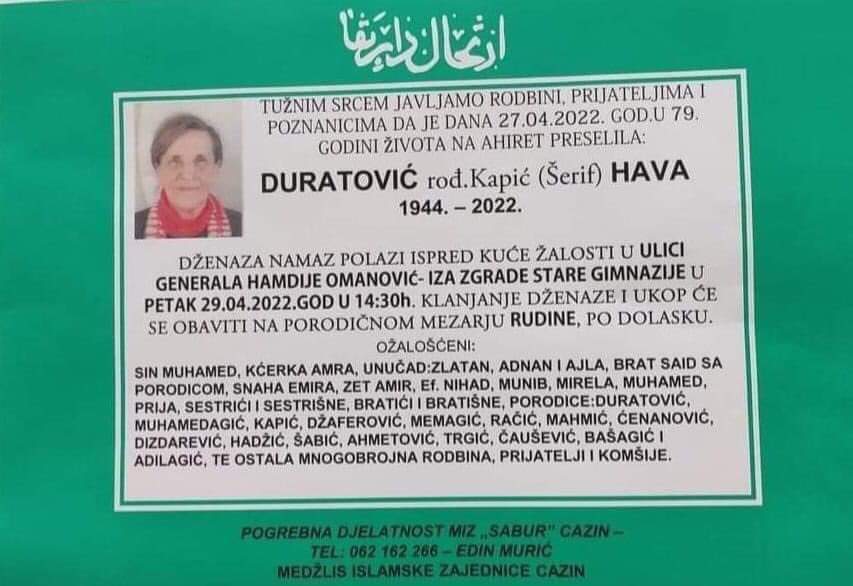 ارتحال دار بقا
TUŽNIM SRCEM JAVLJAMO RODBINI, PRIJATELJIMA I
POZNANICIMA DA JE DANA 27.04.2022. GOD.U 79.
GODINI ŽIVOTA NA AHIRET PRESELILA:
DURATOVIĆ rođ.Kapić (Šerif) HAVA
1944. – 2022.
DŽENAZA NAMAZ POLAZI ISPRED KUĆE ŽALOSTI U ULICI
GENERALA HAMDIJE OMANOVIĆ- IZA ZGRADE STARE GIMNAZIJE U
PETAK 29.04.2022.GOD U 14:30h. KLANJANJE DŽENAZE I UKOP ĆE
SE OBAVITI NA PORODIČNOM MEZARJU RUDINE, PO DOLASKU.
OŽALOŠĆENI:
SIN MUHAMED, KĆERKA AMRA, UNUČAD:ZLATAN, ADNAN I AJLA, BRAT SAID SA
PORODICOM, SNAHA EMIRA, ZET AMIR, Ef. NIHAD, MUNIB, MIRELA, MUHAMED,
PRIJA, SESTRIĆI I SESTRIŠNE, BRATIĆI I BRATIŠNE, PORODICE:DURATOVIĆ,
MUHAMEDAGIĆ, KAPIĆ, DŽAFEROVIĆ, MEMAGIĆ, RAČIĆ, MAHMIĆ, ĆENANOVIĆ,
DIZDAREVIĆ, HADŽIĆ, ŠABIĆ, AHMETOVIĆ, TRGIĆ, ČAUŠEVIĆ, BAŠAGIĆ I
ADILAGIĆ, TE OSTALA MNOGOBROJNA RODBINA, PRIJATELJI I KOMŠIJE.
POGREBNA DJELATNOST MIZ „SABUR" CAZIN –
TEL: 062 162 266 – EDIN MURIĆ
MEDŽLIS ISLAMSKE ZAJEDNICE CAZIN